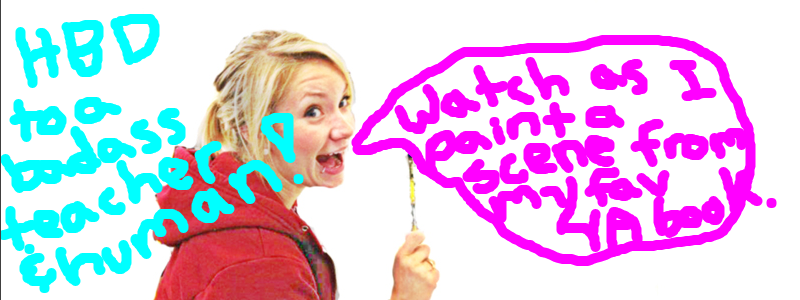 HBD
to a
badass
teacher
& human!
Watch as I
paint a
scene from
my fav
YA book.